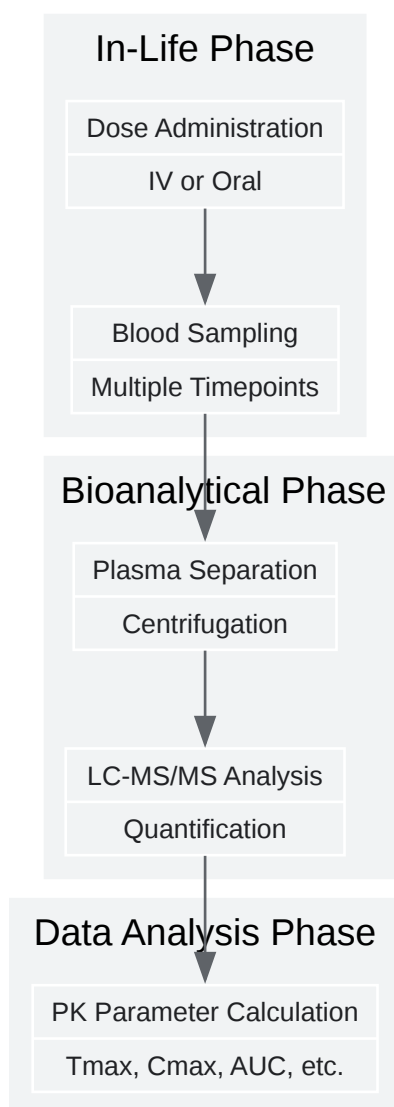 In-Life Phase
Dose Administration
IV or Oral
Blood Sampling
Multiple Timepoints
Bioanalytical Phase
Plasma Separation
Centrifugation
LC-MS/MS Analysis
Quantification
Data Analysis Phase
PK Parameter Calculation
Tmax, Cmax, AUC, etc.